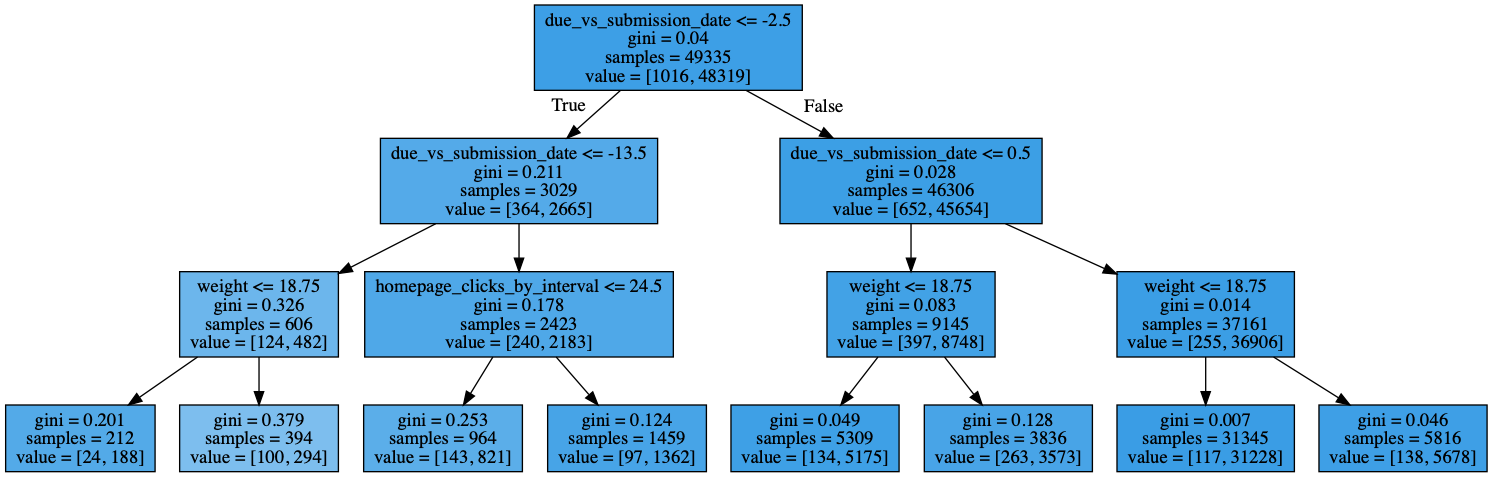 due_vs_submission_date <= -2.5
gini = 0.04
samples = 49335
value = [1016, 48319]
True
False
due_vs_submission_date <= -13.5
gini = 0.211
samples = 3029
value = [364, 2665]
due_vs_submission_date <= 0.5
gini = 0.028
samples = 46306
value = [652, 45654]
weight <= 18.75
gini = 0.326
samples = 606
value = [124, 482]
homepage_clicks_by_interval <= 24.5
gini = 0.178
samples = 2423
value = [240, 2183]
weight <= 18.75
gini = 0.083
samples = 9145
value = [397, 8748]
weight <= 18.75
gini = 0.014
samples = 37161
value = [255, 36906]
gini = 0.201
samples = 212
value = [24, 188]
gini = 0.379
samples = 394
value = [100, 294]
gini = 0.253
samples = 964
value = [143, 821]
gini = 0.124
samples = 1459
value = [97, 1362]
gini = 0.049
samples = 5309
value = [134, 5175]
gini = 0.128
samples = 3836
value = [263, 3573]
gini = 0.007
samples = 31345
value = [117, 31228]
gini = 0.046
samples = 5816
value = [138, 5678]